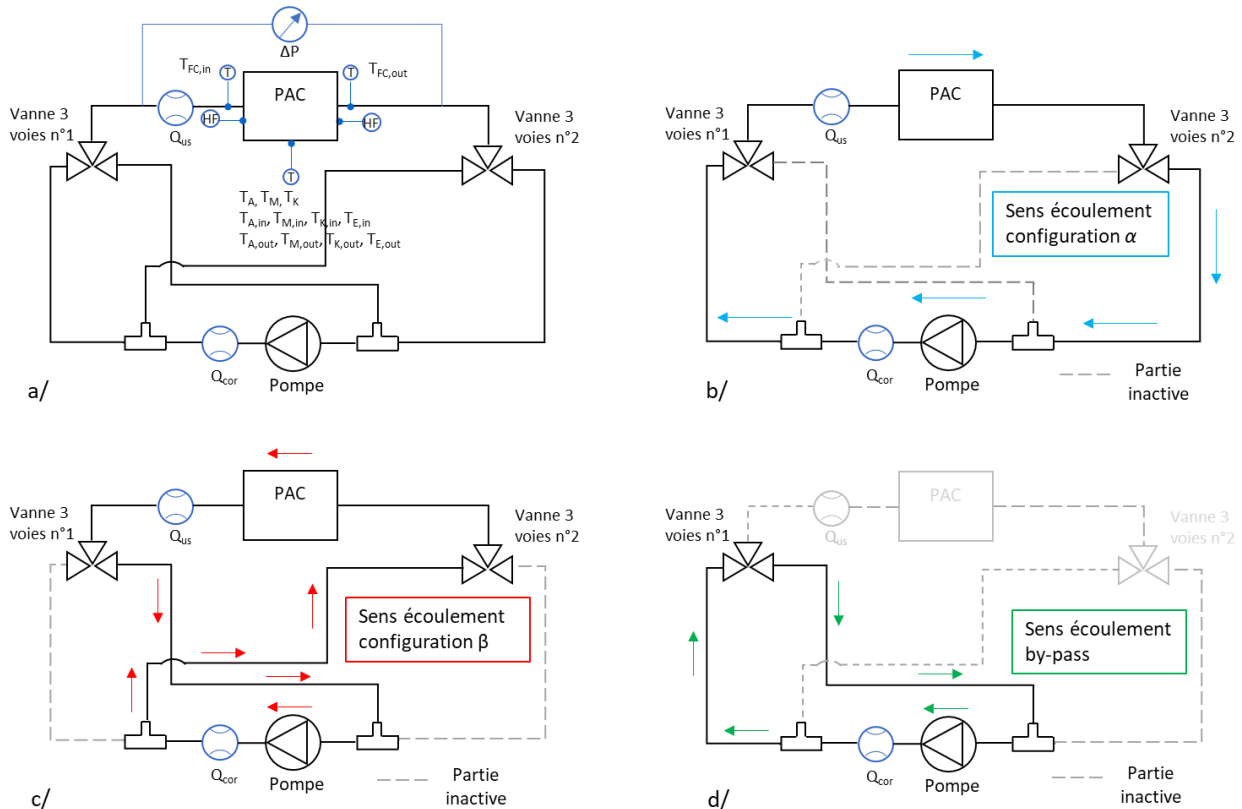 ΔP
T_FC,in
T
T
T_FC,out
PAC
Vanne 3
voies n°1
HF
HF
Vanne 3
voies n°2
Q_us
T
T_A, T_M, T_K
T_A,in, T_M,in, T_K,in, T_E,in
T_A,out, T_M,out, T_K,out, T_E,out
Q_cor
Pompe
a/
PAC
Vanne 3
voies n°1
Q_us
Vanne 3
voies n°2
Sens écoulement
configuration α
Q_cor
Pompe
Partie
inactive
b/
PAC
Vanne 3
voies n°1
Q_us
Vanne 3
voies n°2
Sens écoulement
configuration β
Q_cor
Pompe
Partie
inactive
c/
PAC
Vanne 3
voies n°1
Q_us
Vanne 3
voies n°2
Sens écoulement
by-pass
Q_cor
Pompe
Partie
inactive
d/